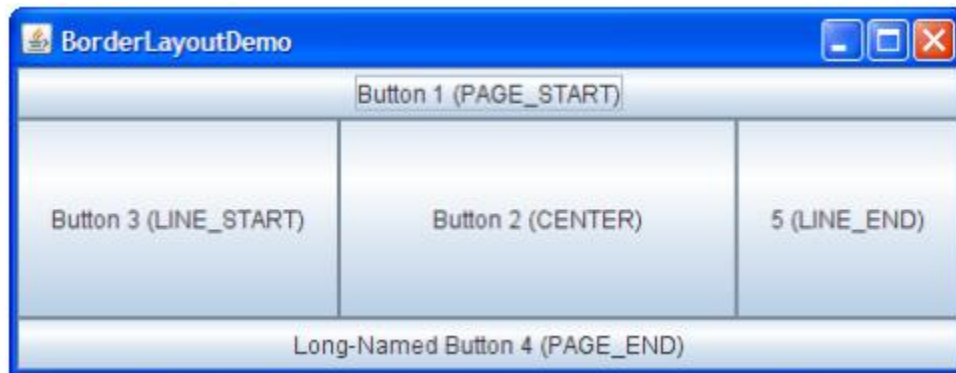 BorderLayoutDemo
Button 1 (PAGE_START)
Button 3 (LINE_START)
Button 2 (CENTER)
5 (LINE_END)
Long-Named Button 4 (PAGE_END)